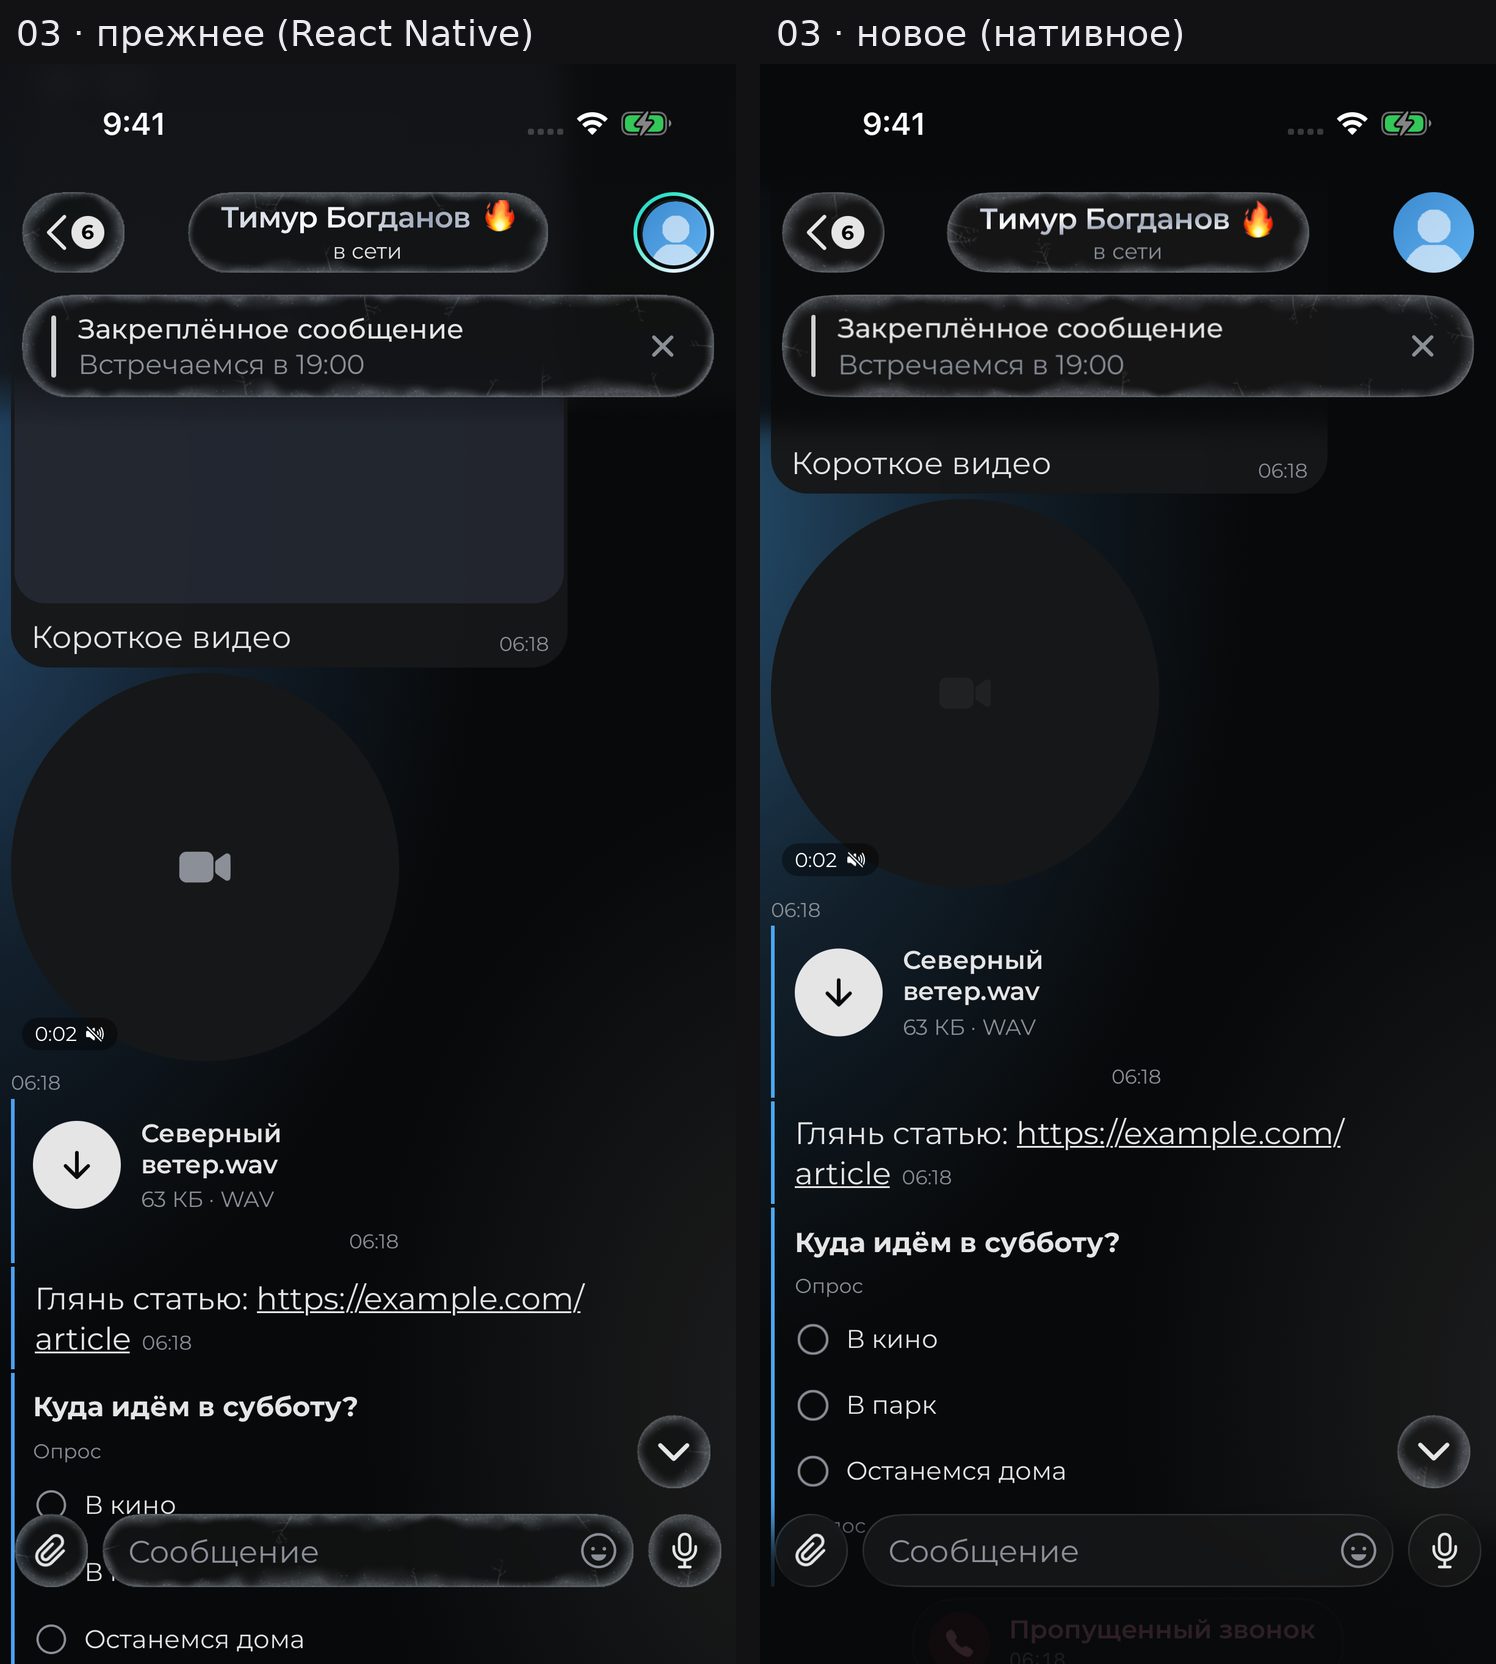 03 · прежнее (React Native)
9:41
6
Тимур Богданов 🔥
в сети
Закреплённое сообщение
Встречаемся в 19:00
Короткое видео
06:18
0:02
06:18
Северный
ветер.wav
63 КБ · WAV
06:18
Глянь статью: https://example.com/
article 06:18
Куда идём в субботу?
Опрос
В кино
В
Сообщение
Останемся дома
03 · новое (нативное)
9:41
6
Тимур Богданов 🔥
в сети
Закреплённое сообщение
Встречаемся в 19:00
Короткое видео
06:18
0:02
06:18
Северный
ветер.wav
63 КБ · WAV
06:18
Глянь статью: https://example.com/
article 06:18
Куда идём в субботу?
Опрос
В кино
В парк
Останемся дома
Сообщение
Пропущенный звонок
06:18